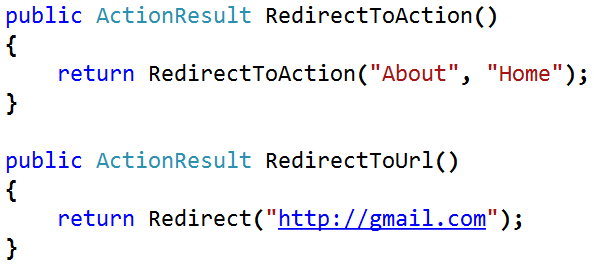 public ActionResult RedirectToAction()
{
    return RedirectToAction("About", "Home");
}
public ActionResult RedirectToUrl()
{
    return Redirect("http://gmail.com");
}